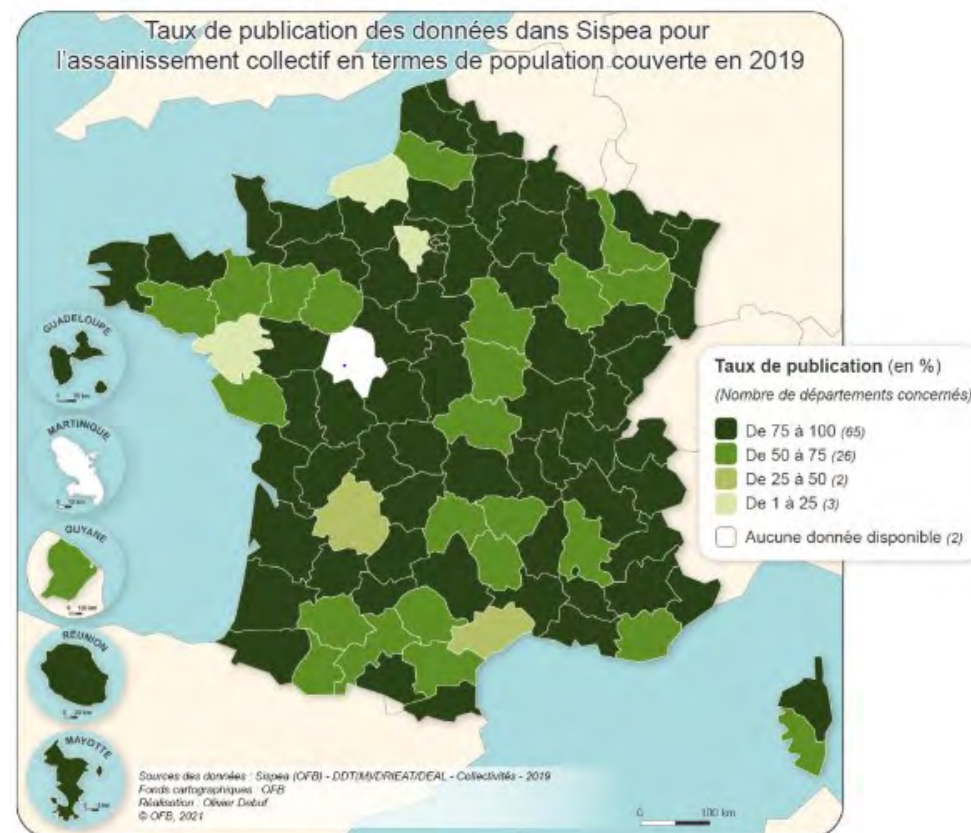 Taux de publication des données dans Sispea pour
l'assainissement collectif en termes de population couverte en 2019
GUADELOUPE
MARTINIQUE
GUYANE
RÉUNION
MAYOTTE
Taux de publication (en %)
(Nombre de départements concernés)
De 75 à 100 (65)
De 50 à 75 (26)
De 25 à 50 (2)
De 1 à 25 (3)
Aucune donnée disponible (2)
Sources des données : Sispea (OFB) - DDT(M)/DRIEAT/DEAL - Collectivités - 2019
Fonds cartographiques : OFB
Réalisation : Olivier Debuf
© OFB, 2021
0 100 km